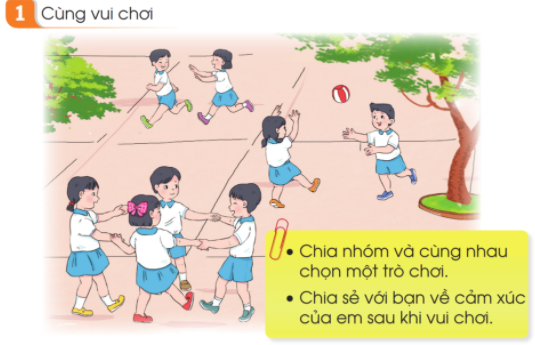 1 Cùng vui chơi
• Chia nhóm và cùng nhau
chọn một trò chơi.
• Chia sẻ với bạn về cảm xúc
của em sau khi vui chơi.